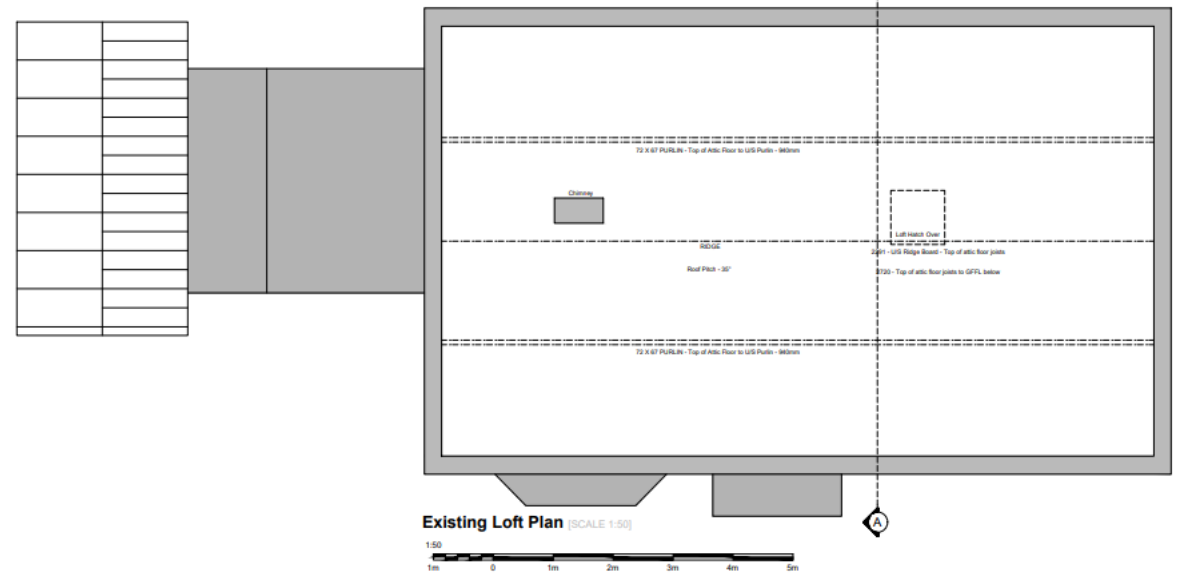 72 X 67 PURLIN - Top of Attic Floor to U/S Purlin - 940mm
Chimney
Loft Hatch Over
RIDGE
U/S Ridge Board - Top of attic floor joists
Roof Pitch - 35°
Top of attic floor joists to GFFL below
72 X 67 PURLIN - Top of Attic Floor to U/S Purlin - 940mm
Existing Loft Plan [SCALE 1:50]
A
1:50
1m 0 1m 2m 3m 4m 5m